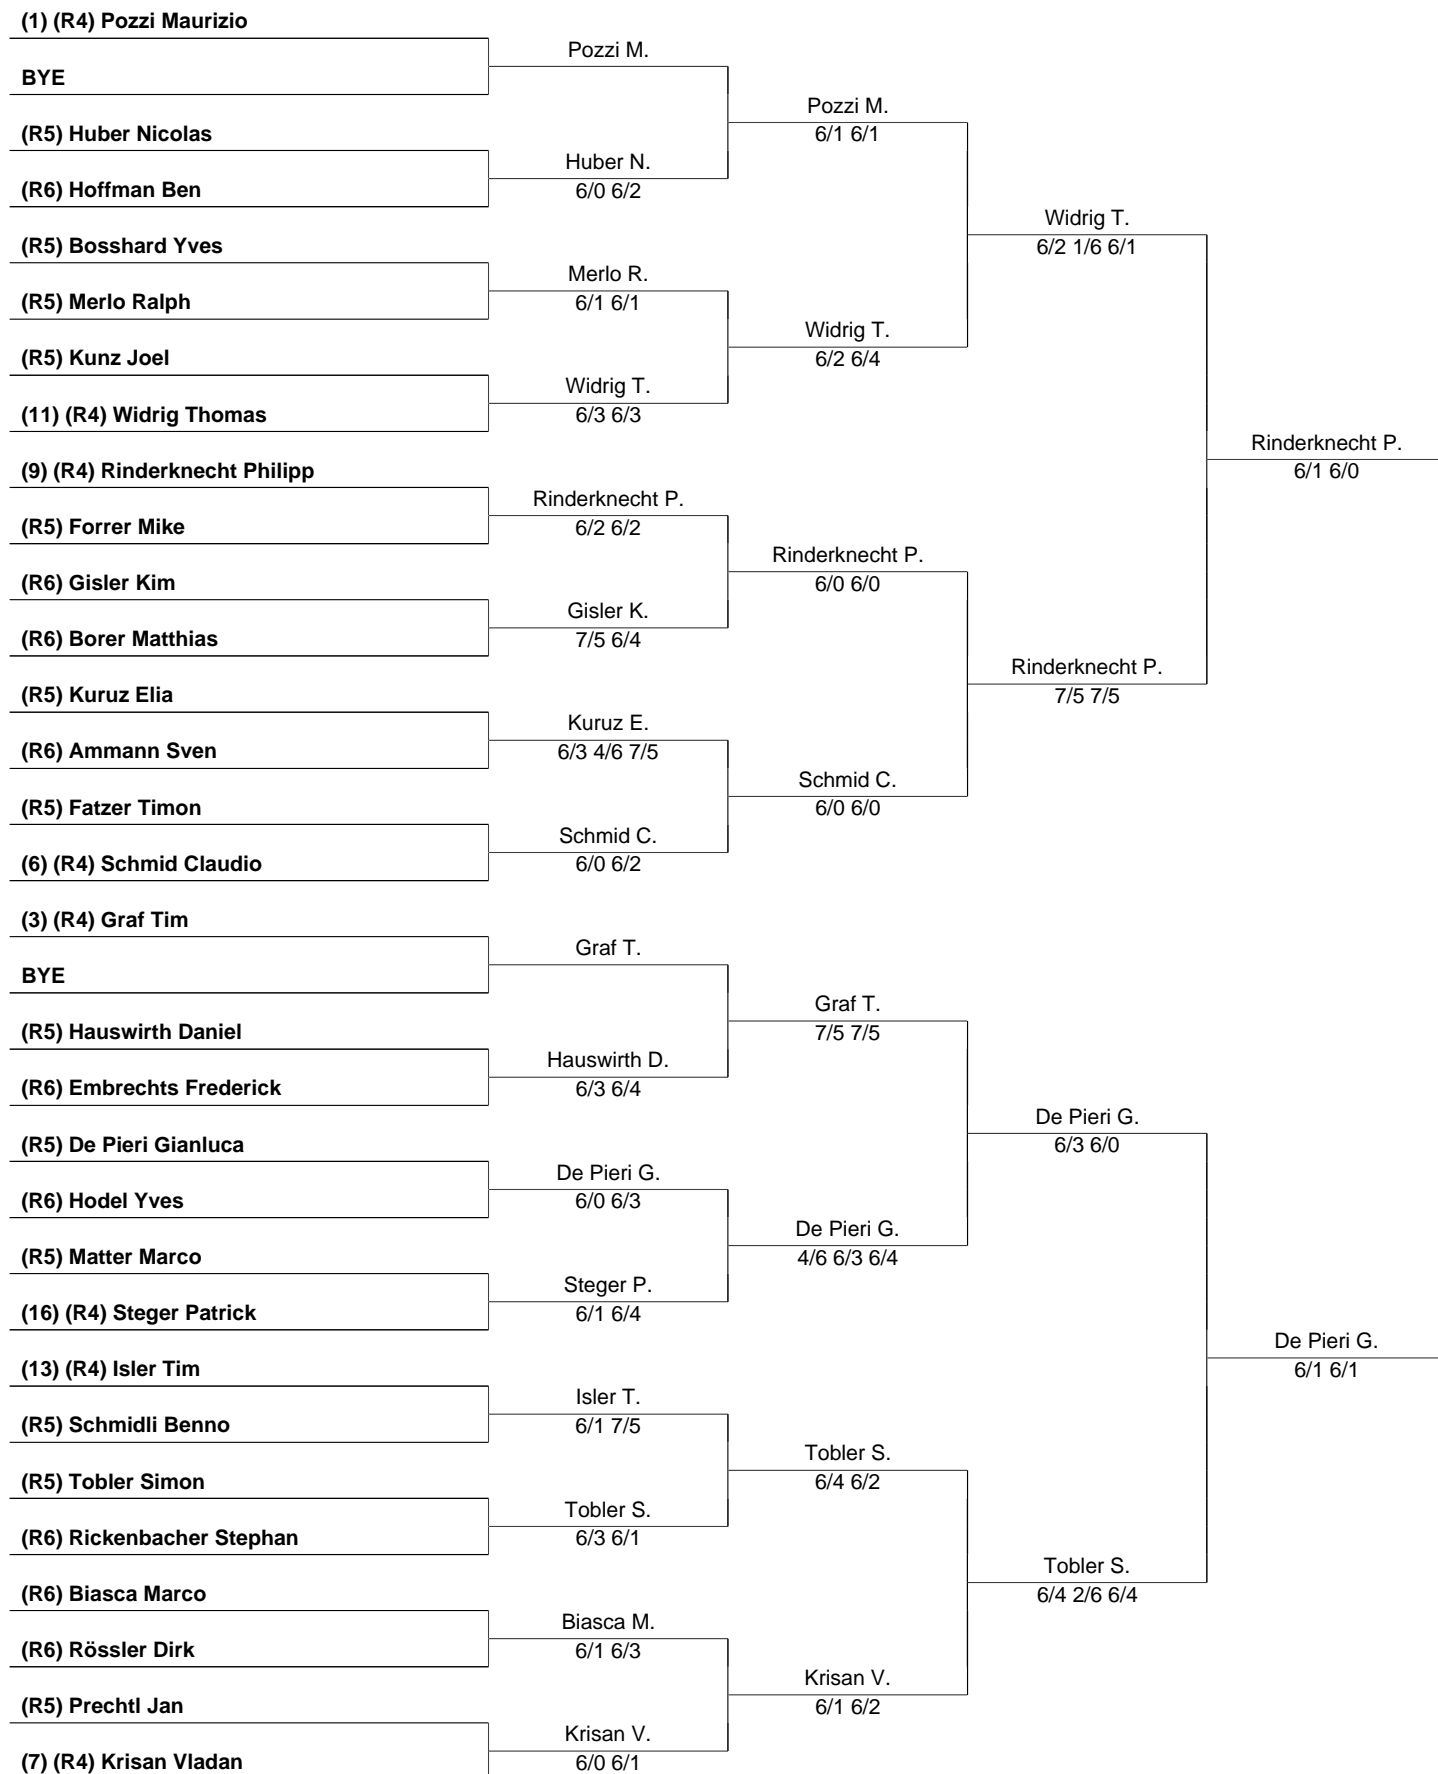 (1) (R4) Pozzi Maurizio
Pozzi M.
BYE
Pozzi M.
6/1 6/1
(R5) Huber Nicolas
Huber N.
6/0 6/2
(R6) Hoffman Ben
Widrig T.
6/2 1/6 6/1
(R5) Bosshard Yves
Merlo R.
6/1 6/1
(R5) Merlo Ralph
Widrig T.
6/2 6/4
(R5) Kunz Joel
Widrig T.
6/3 6/3
(11) (R4) Widrig Thomas
Rinderknecht P.
6/1 6/0
(9) (R4) Rinderknecht Philipp
Rinderknecht P.
6/2 6/2
(R5) Forrer Mike
Rinderknecht P.
6/0 6/0
(R6) Gisler Kim
Gisler K.
7/5 6/4
(R6) Borer Matthias
Rinderknecht P.
7/5 7/5
(R5) Kuruz Elia
Kuruz E.
6/3 4/6 7/5
(R6) Ammann Sven
Schmid C.
6/0 6/0
(R5) Fatzer Timon
Schmid C.
6/0 6/2
(6) (R4) Schmid Claudio
(3) (R4) Graf Tim
Graf T.
BYE
Graf T.
7/5 7/5
(R5) Hauswirth Daniel
Hauswirth D.
6/3 6/4
(R6) Embrechts Frederick
De Pieri G.
6/3 6/0
(R5) De Pieri Gianluca
De Pieri G.
6/0 6/3
(R6) Hodel Yves
De Pieri G.
4/6 6/3 6/4
(R5) Matter Marco
Steger P.
6/1 6/4
(16) (R4) Steger Patrick
De Pieri G.
6/1 6/1
(13) (R4) Isler Tim
Isler T.
6/1 7/5
(R5) Schmidli Benno
Tobler S.
6/4 6/2
(R5) Tobler Simon
Tobler S.
6/3 6/1
(R6) Rickenbacher Stephan
Tobler S.
6/4 2/6 6/4
(R6) Biasca Marco
Biasca M.
6/1 6/3
(R6) Rössler Dirk
Krisan V.
6/1 6/2
(R5) Prechtl Jan
Krisan V.
6/0 6/1
(7) (R4) Krisan Vladan